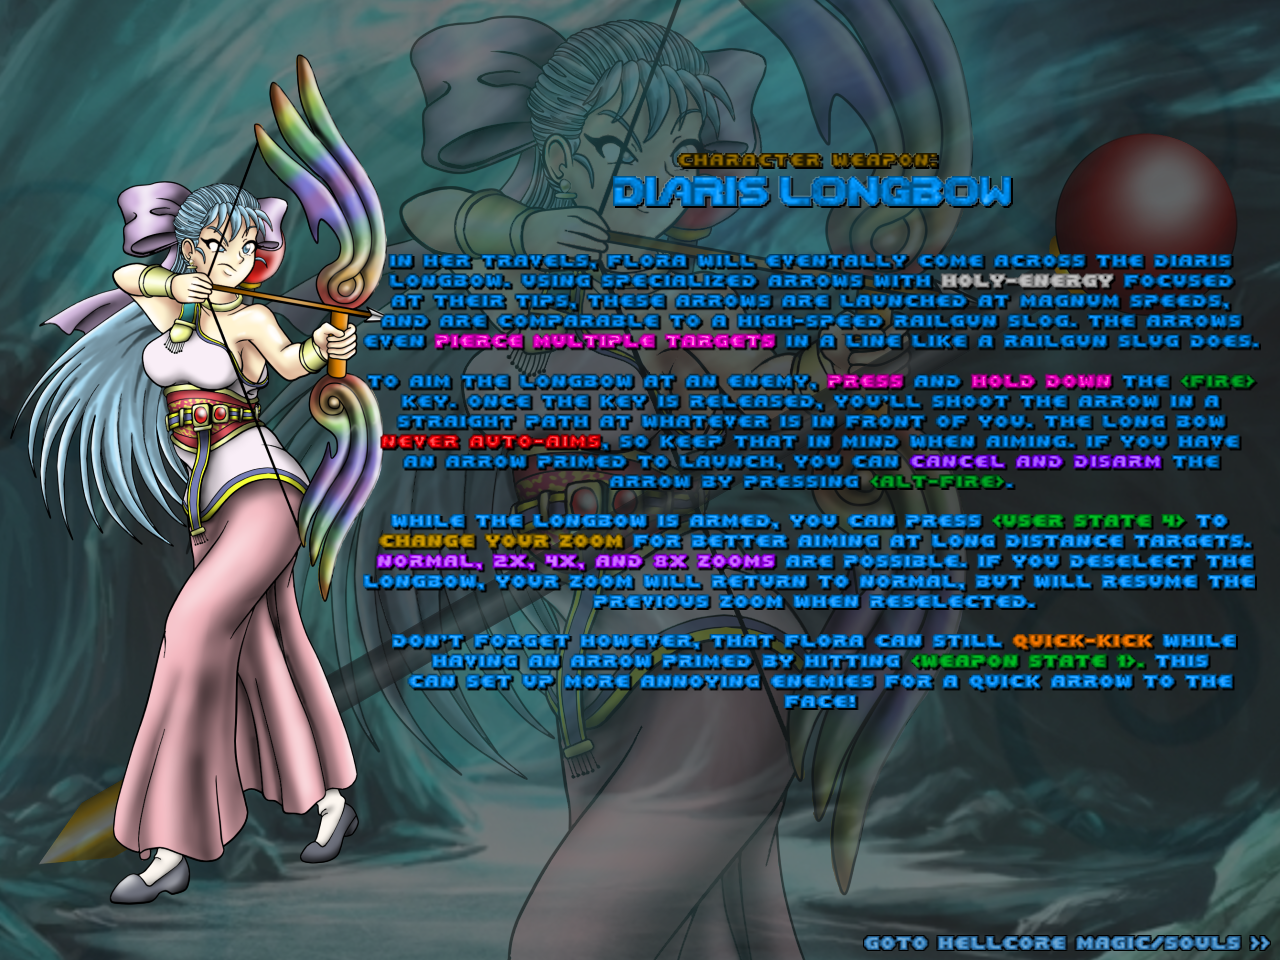 CHARACTER WEAPON:
DIARIS LONGBOW
IN HER TRAVELS, FLORA WILL EVENTALLY COME ACROSS THE DIARIS
LONGBOW. USING SPECIALIZED ARROWS WITH HOLY-ENERGY FOCUSED
AT THEIR TIPS, THESE ARROWS ARE LAUNCHED AT MAGNUM SPEEDS,
AND ARE COMPARABLE TO A HIGH-SPEED RAILGUN SLOG. THE ARROWS
EVEN PIERCE MULTIPLE TARGETS IN A LINE LIKE A RAILGUN SLUG DOES.
TO AIM THE LONGBOW AT AN ENEMY, PRESS AND HOLD DOWN THE <FIRE>
KEY. ONCE THE KEY IS RELEASED, YOU'LL SHOOT THE ARROW IN A
STRAIGHT PATH AT WHATEVER IS IN FRONT OF YOU. THE LONG BOW
NEVER AUTO-AIMS, SO KEEP THAT IN MIND WHEN AIMING. IF YOU HAVE
AN ARROW PRIMED TO LAUNCH, YOU CAN CANCEL AND DISARM THE
ARROW BY PRESSING <ALT-FIRE>.
WHILE THE LONGBOW IS ARMED, YOU CAN PRESS <USER STATE 4> TO
CHANGE YOUR ZOOM FOR BETTER AIMING AT LONG DISTANCE TARGETS.
NORMAL, 2X, 4X, AND 8X ZOOMS ARE POSSIBLE. IF YOU DESELECT THE
LONGBOW, YOUR ZOOM WILL RETURN TO NORMAL, BUT WILL RESUME THE
PREVIOUS ZOOM WHEN RESELECTED.
DON'T FORGET HOWEVER, THAT FLORA CAN STILL QUICK-KICK WHILE
HAVING AN ARROW PRIMED BY HITTING <WEAPON STATE 1>. THIS
CAN SET UP MORE ANNOYING ENEMIES FOR A QUICK ARROW TO THE
FACE!
GOTO HELLCORE MAGIC/SOULS >>